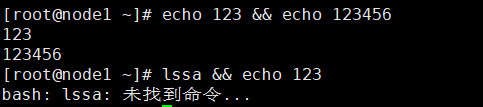 [root@node1 ~]# echo 123 && echo 123456
123
123456
[root@node1 ~]# lssa && echo 123
bash: lssa: 未找到命令...